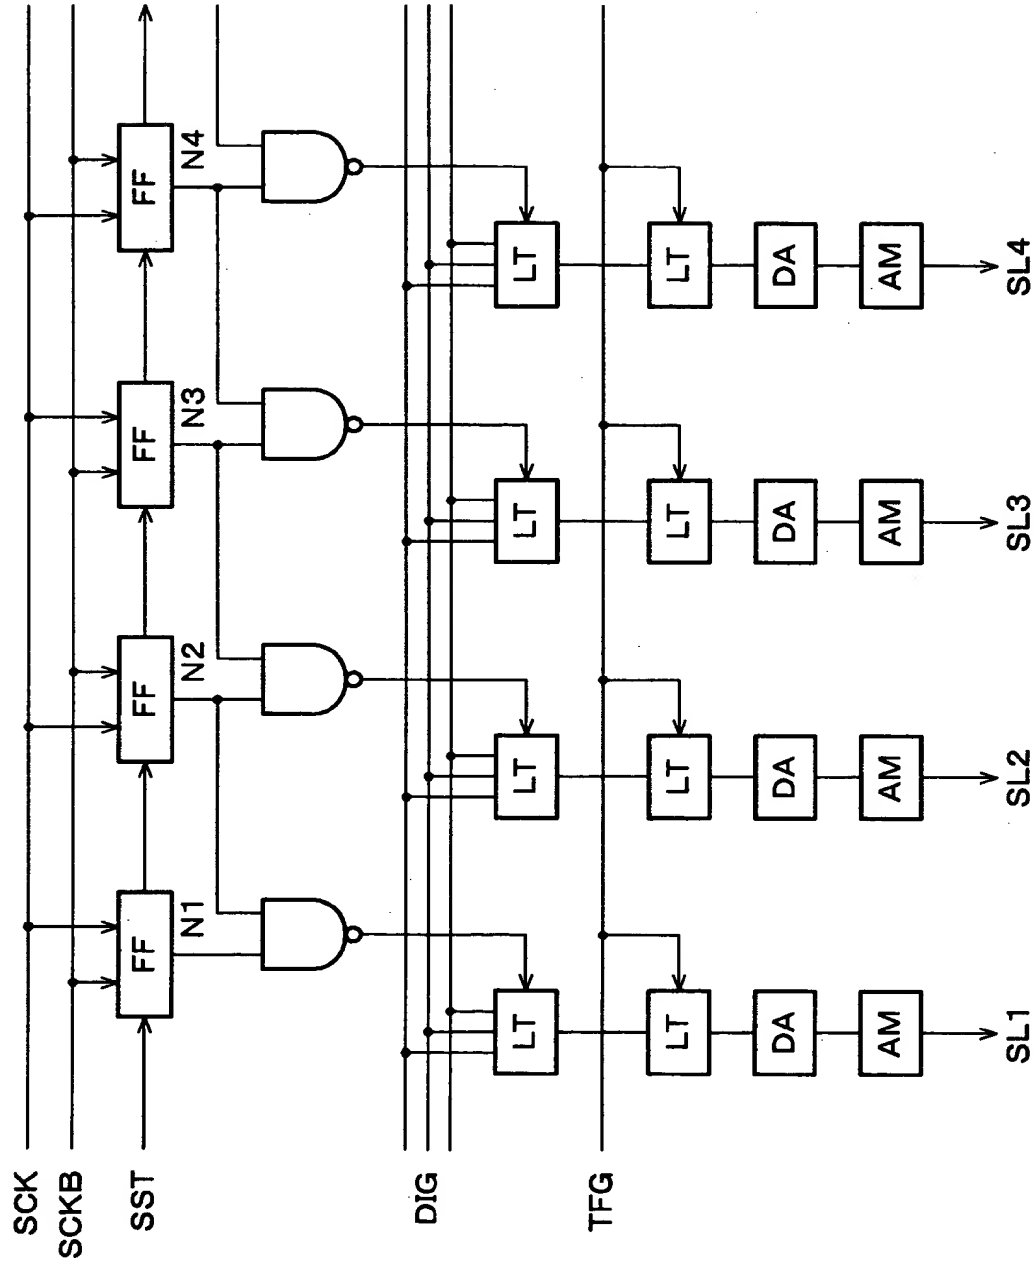 SCK
SCKB
SST
FF FF FF FF
N1 N2 N3 N4
DIG
LT LT LT LT
TFG
LT LT LT LT
DA DA DA DA
AM AM AM AM
SL1 SL2 SL3 SL4